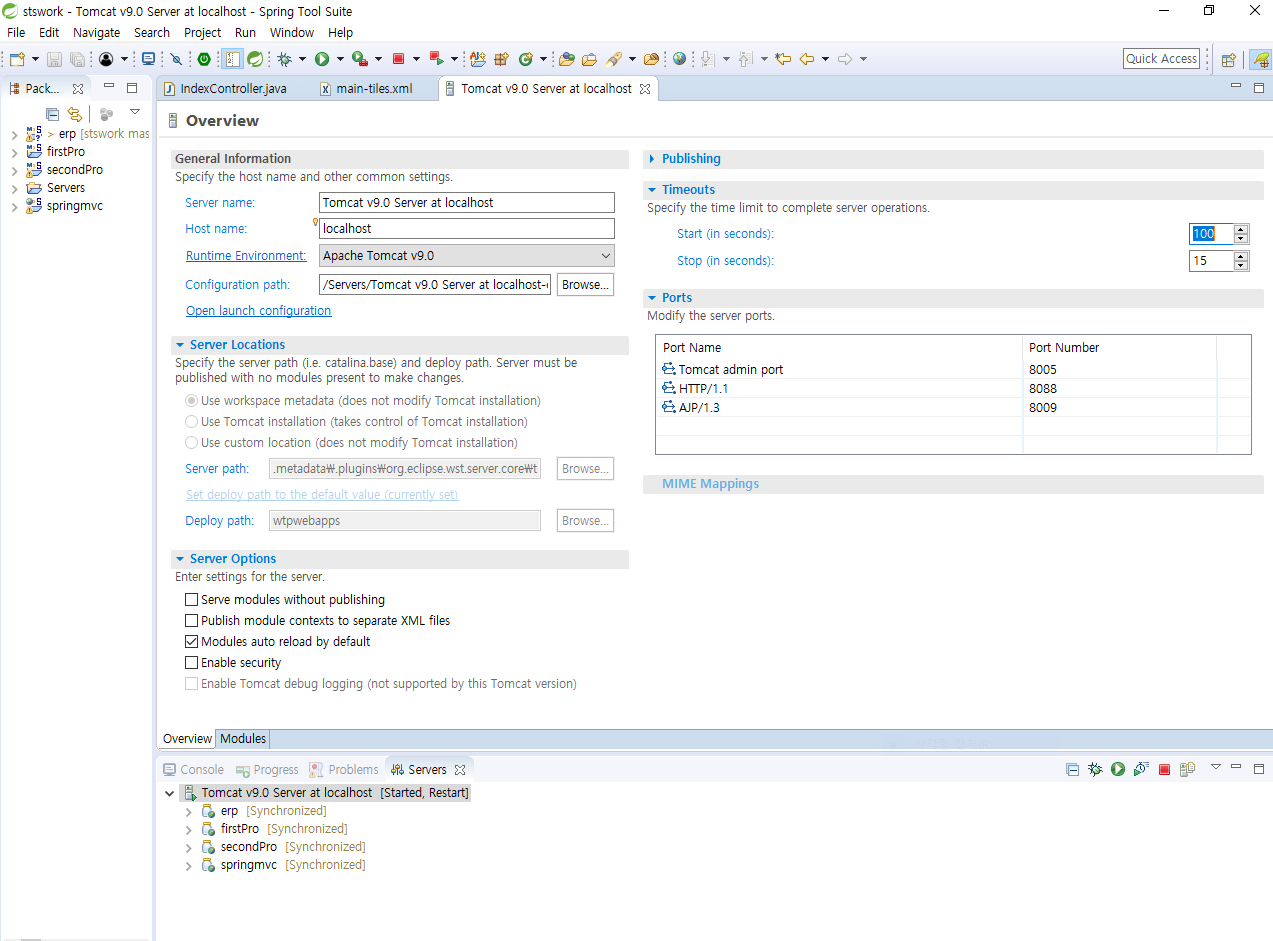 stswork - Tomcat v9.0 Server at localhost - Spring Tool Suite
File Edit Navigate Search Project Run Window Help
Quick Access
Pack...
> erp [stswork mas
firstPro
secondPro
Servers
springmvc
IndexController.java main-tiles.xml Tomcat v9.0 Server at localhost
Overview
General Information
Specify the host name and other common settings.
Server name: Tomcat v9.0 Server at localhost
Host name: localhost
Runtime Environment: Apache Tomcat v9.0
Configuration path: /Servers/Tomcat v9.0 Server at localhost- Browse...
Open launch configuration
Server Locations
Specify the server path (i.e. catalina.base) and deploy path. Server must be
published with no modules present to make changes.
Use workspace metadata (does not modify Tomcat installation)
Use Tomcat installation (takes control of Tomcat installation)
Use custom location (does not modify Tomcat installation)
Server path: .metadata₩.plugins₩org.eclipse.wst.server.core₩t Browse...
Set deploy path to the default value (currently set)
Deploy path: wtpwebapps Browse...
Server Options
Enter settings for the server.
Serve modules without publishing
Publish module contexts to separate XML files
Modules auto reload by default
Enable security
Enable Tomcat debug logging (not supported by this Tomcat version)
Publishing
Timeouts
Specify the time limit to complete server operations.
Start (in seconds): 100
Stop (in seconds): 15
Ports
Modify the server ports.
Port Name Port Number
Tomcat admin port 8005
HTTP/1.1 8088
AJP/1.3 8009
MIME Mappings
Overview Modules
Console Progress Problems Servers
Tomcat v9.0 Server at localhost [Started, Restart]
erp [Synchronized]
firstPro [Synchronized]
secondPro [Synchronized]
springmvc [Synchronized]